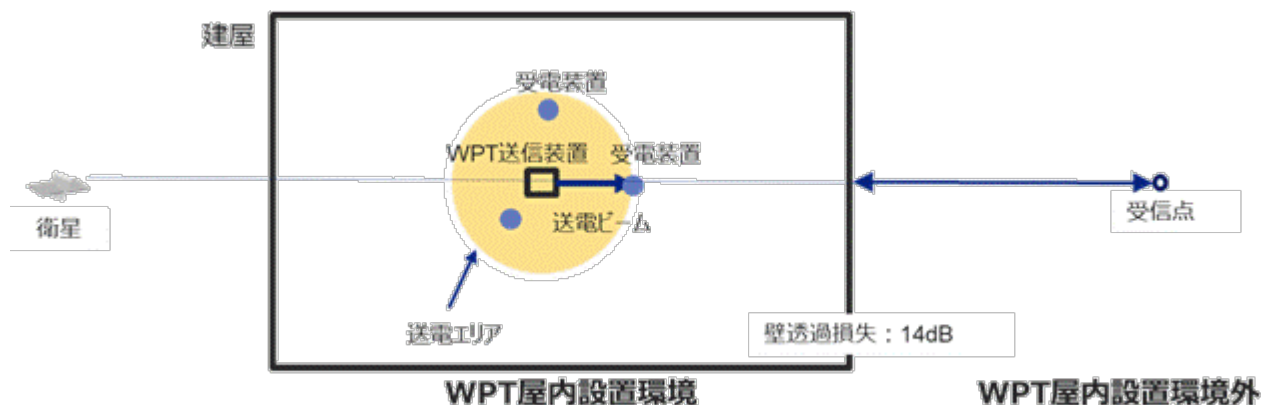 建屋
受電装置
WPT送信装置
受電装置
衛星
送電ビーム
受信点
送電エリア
壁透過損失：14dB
WPT屋内設置環境
WPT屋内設置環境外